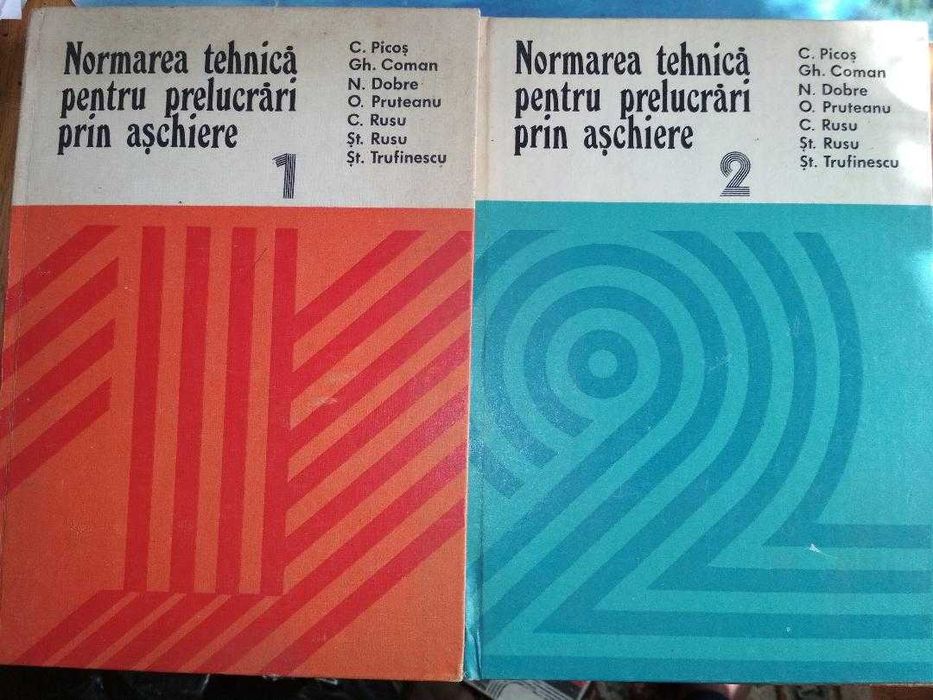 Normarea tehnică
pentru prelucrări
prin așchiere
1
C. Picoș
Gh. Coman
N. Dobre
O. Pruteanu
C. Rusu
Șt. Rusu
Șt. Trufinescu
Normarea tehnică
pentru prelucrări
prin așchiere
2
C. Picoș
Gh. Coman
N. Dobre
O. Pruteanu
C. Rusu
Șt. Rusu
Șt. Trufinescu